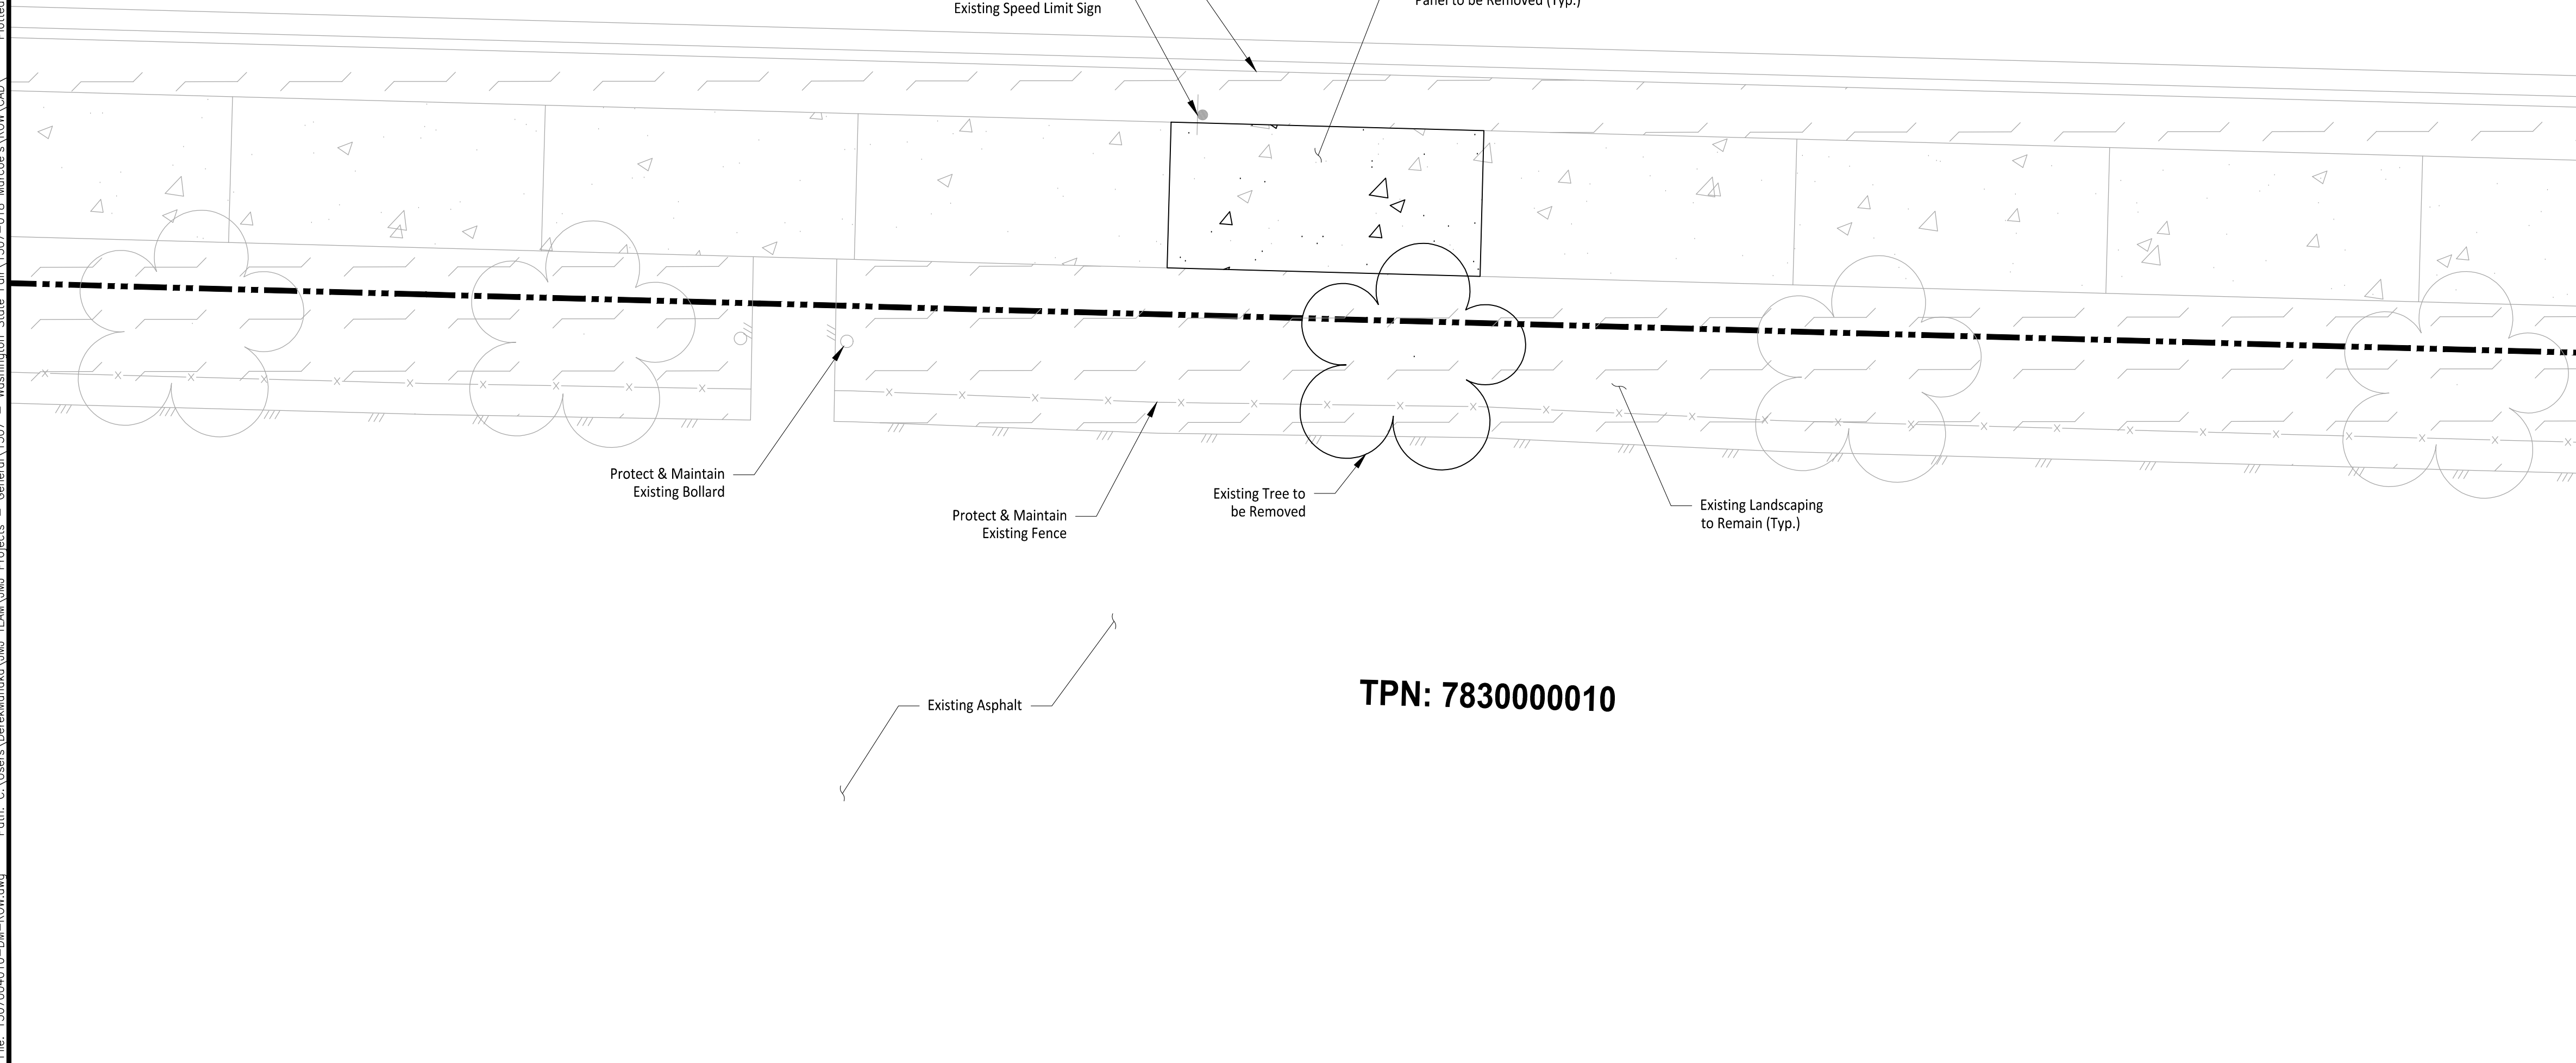 Existing Speed Limit Sign
Panel to be Removed (Typ.)
Protect & Maintain
Existing Bollard
Protect & Maintain
Existing Fence
Existing Tree to
be Removed
Existing Landscaping
to Remain (Typ.)
Existing Asphalt
TPN: 7830000010